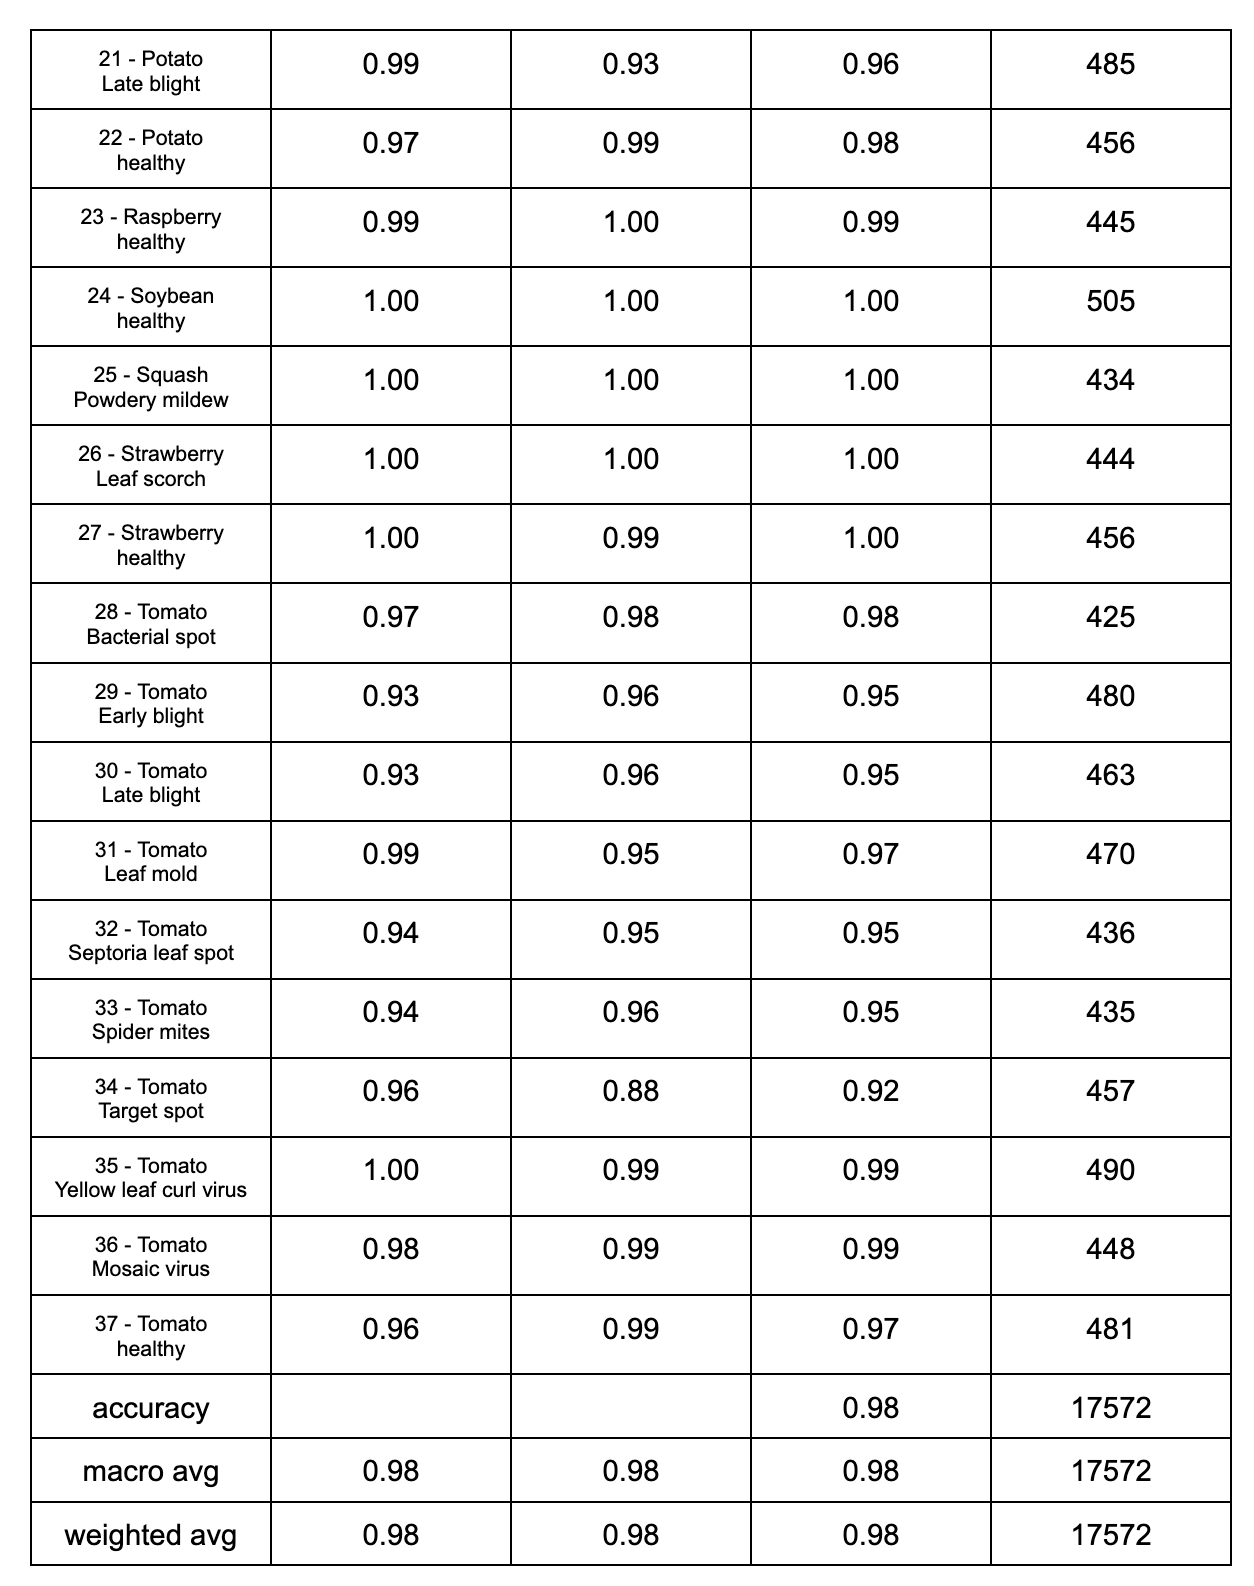 21 - Potato
Late blight
0.99 0.93 0.96 485
22 - Potato
healthy
0.97 0.99 0.98 456
23 - Raspberry
healthy
0.99 1.00 0.99 445
24 - Soybean
healthy
1.00 1.00 1.00 505
25 - Squash
Powdery mildew
1.00 1.00 1.00 434
26 - Strawberry
Leaf scorch
1.00 1.00 1.00 444
27 - Strawberry
healthy
1.00 0.99 1.00 456
28 - Tomato
Bacterial spot
0.97 0.98 0.98 425
29 - Tomato
Early blight
0.93 0.96 0.95 480
30 - Tomato
Late blight
0.93 0.96 0.95 463
31 - Tomato
Leaf mold
0.99 0.95 0.97 470
32 - Tomato
Septoria leaf spot
0.94 0.95 0.95 436
33 - Tomato
Spider mites
0.94 0.96 0.95 435
34 - Tomato
Target spot
0.96 0.88 0.92 457
35 - Tomato
Yellow leaf curl virus
1.00 0.99 0.99 490
36 - Tomato
Mosaic virus
0.98 0.99 0.99 448
37 - Tomato
healthy
0.96 0.99 0.97 481
accuracy 0.98 17572
macro avg 0.98 0.98 0.98 17572
weighted avg 0.98 0.98 0.98 17572